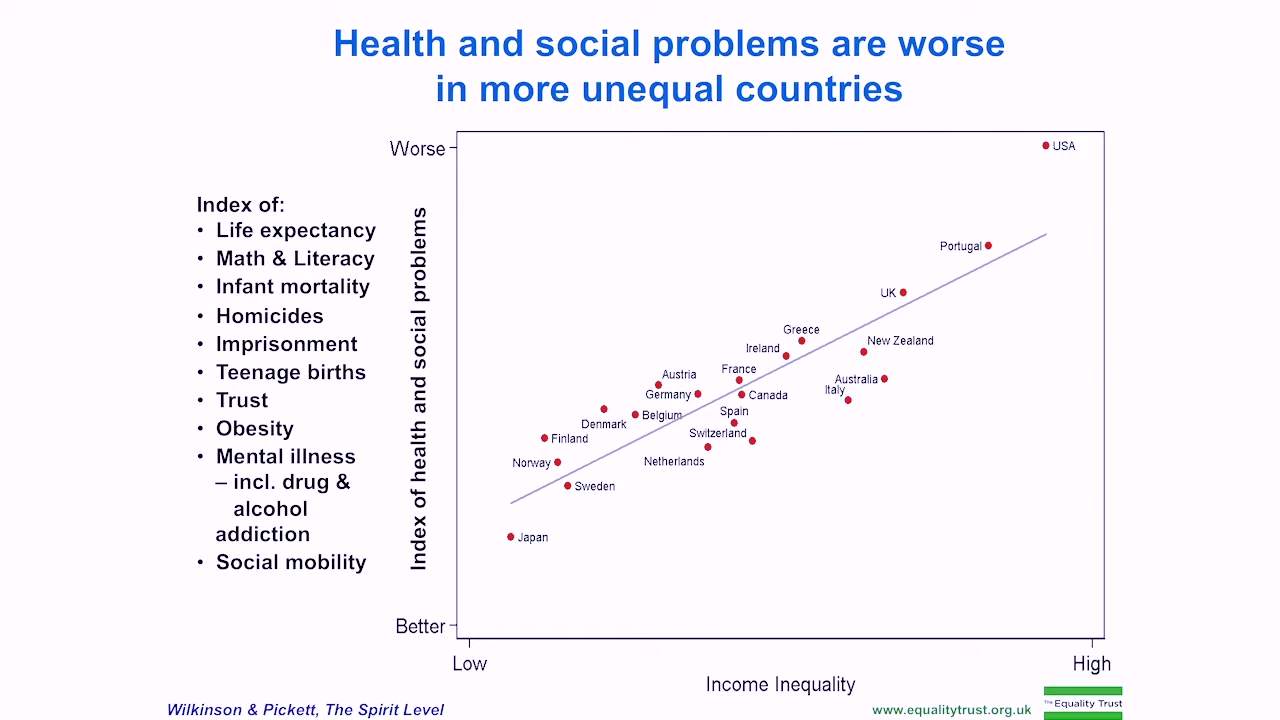 Health and social problems are worse
in more unequal countries
Index of:
• Life expectancy
• Math & Literacy
• Infant mortality
• Homicides
• Imprisonment
• Teenage births
• Trust
• Obesity
• Mental illness
– incl. drug &
alcohol
addiction
• Social mobility
Index of health and social problems
Worse
Better
USA
Portugal
UK
Greece
Ireland
New Zealand
France
Austria
Australia
Germany
Canada
Italy
Belgium
Spain
Denmark
Switzerland
Finland
Netherlands
Norway
Sweden
Japan
Low
High
Income Inequality
Wilkinson & Pickett, The Spirit Level
www.equalitytrust.org.uk
The Equality Trust